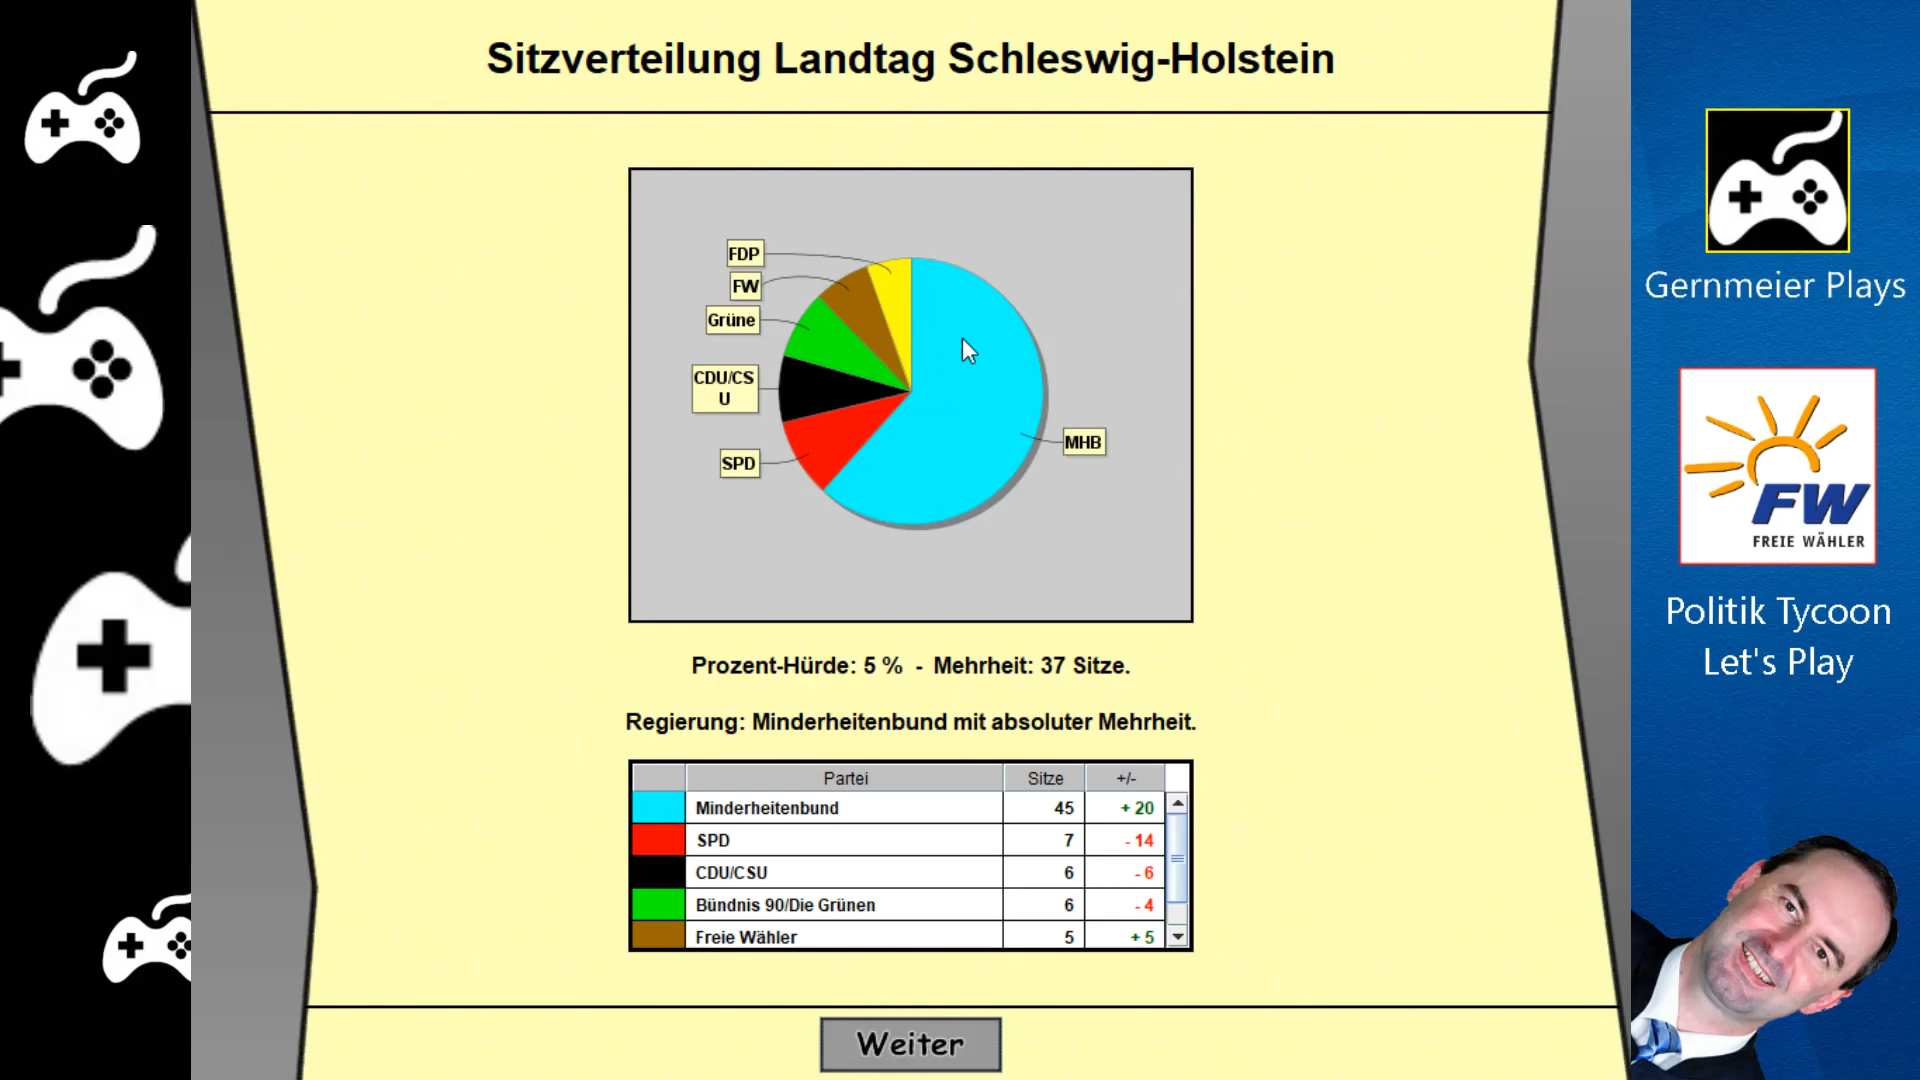 Sitzverteilung Landtag Schleswig-Holstein
FDP
FW
Grüne
CDU/CS
U
SPD
MHB
Prozent-Hürde: 5 % - Mehrheit: 37 Sitze.
Regierung: Minderheitenbund mit absoluter Mehrheit.
Partei Sitze +/-
Minderheitenbund 45 + 20
SPD 7 - 14
CDU/CSU 6 - 6
Bündnis 90/Die Grünen 6 - 4
Freie Wähler 5 + 5
Weiter
Gernmeier Plays
FW
FREIE WÄHLER
Politik Tycoon
Let's Play